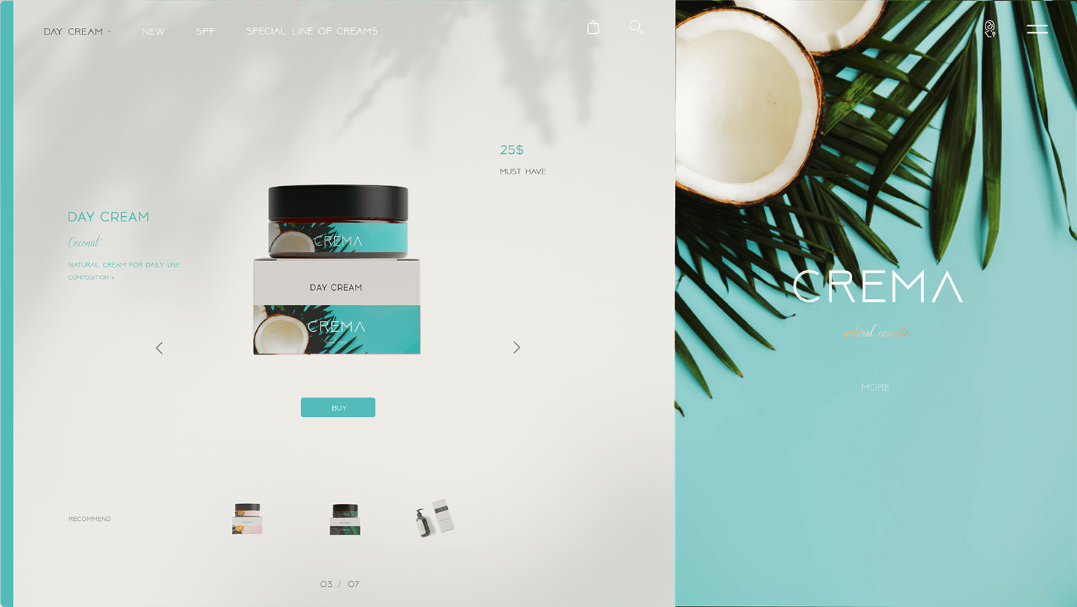 DAY CREAM
NEW
SPF
SPECIAL LINE OF CREAMS
25$
MUST HAVE
DAY CREAM
Coconut
NATURAL CREAM FOR DAILY USE
COMPOSITION
CREMA
DAY CREAM
CREMA
BUY
RECOMMEND
03 / 07
CREMA
natural
MORE